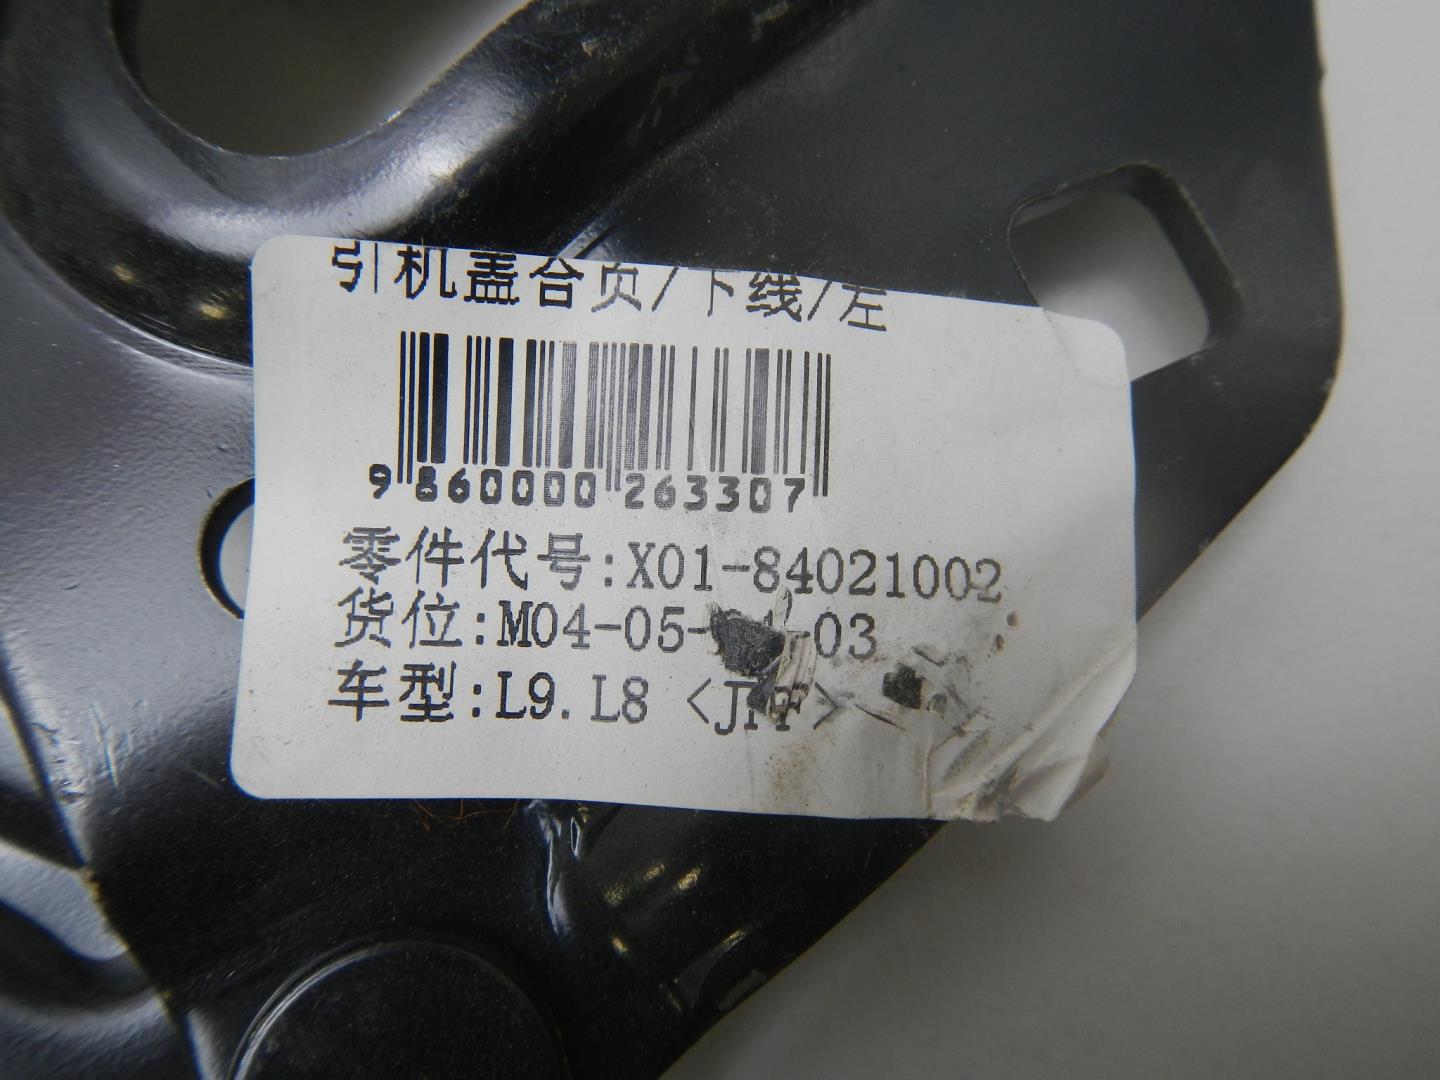 引机盖合页/下线/左
9 860000 263307
零件代号:X01-84021002
货位:M04-05- -03
车型:L9.L8